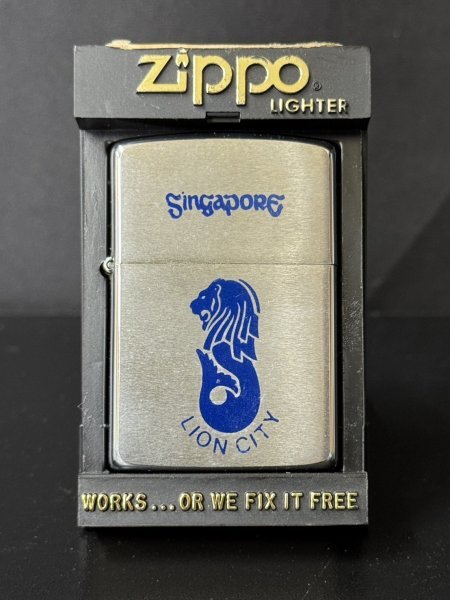 zippo®
LIGHTER
SingapORE
LION CITY
WORKS...OR WE FIX IT FREE